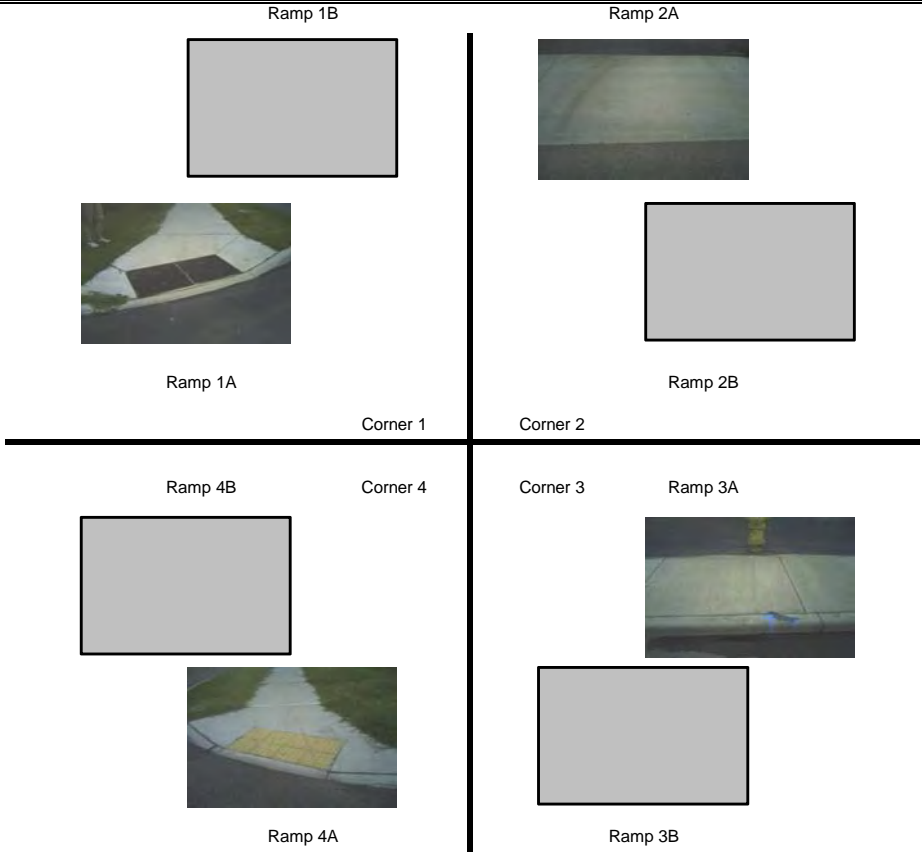 Ramp 1B Ramp 2A
Ramp 1A Ramp 2B
Corner 1 Corner 2
Ramp 4B Corner 4 Corner 3 Ramp 3A
Ramp 4A Ramp 3B